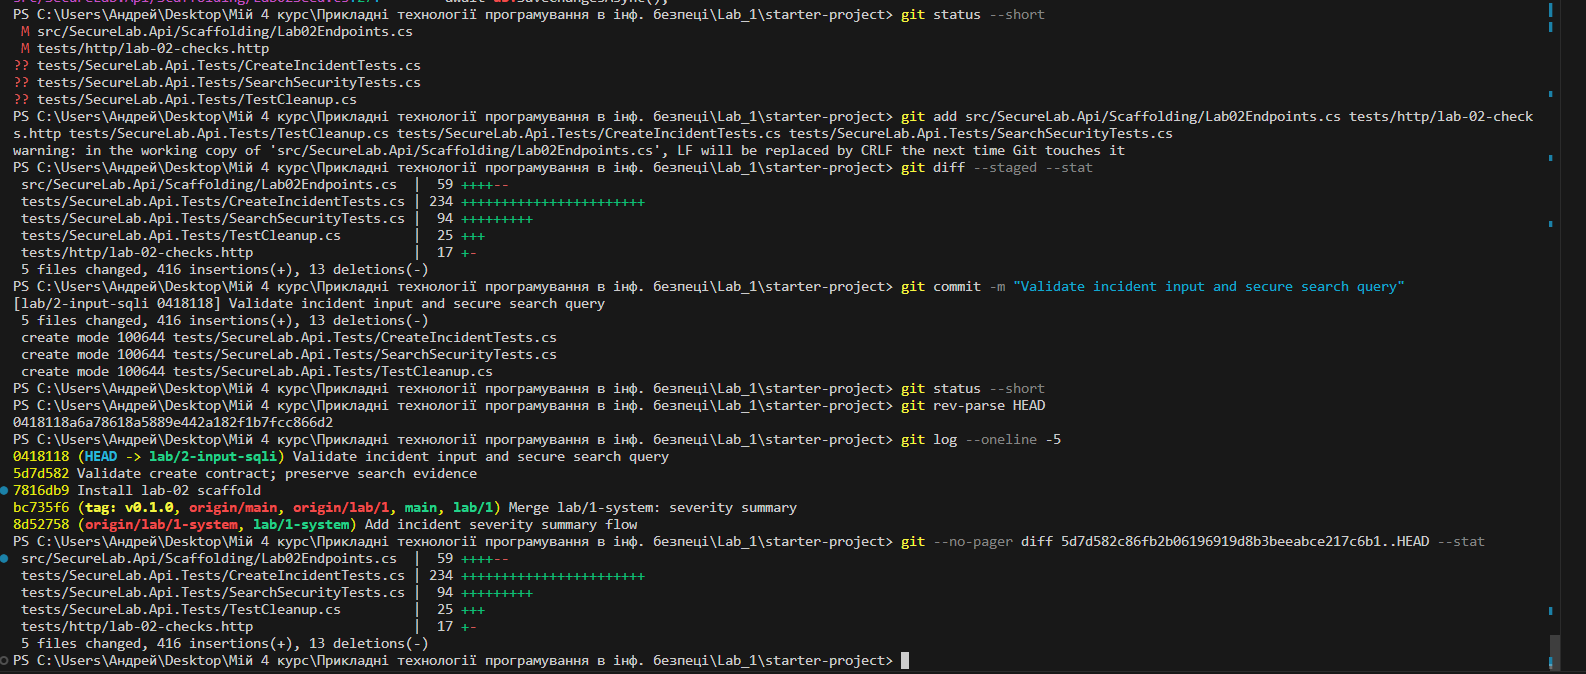 PS C:\Users\Андрей\Desktop\Мій 4 курс\Прикладні технології програмування в інф. безпеці\Lab_1\starter-project> git status --short
 M src/SecureLab.Api/Scaffolding/Lab02Endpoints.cs
 M tests/http/lab-02-checks.http
?? tests/SecureLab.Api.Tests/CreateIncidentTests.cs
?? tests/SecureLab.Api.Tests/SearchSecurityTests.cs
?? tests/SecureLab.Api.Tests/TestCleanup.cs
PS C:\Users\Андрей\Desktop\Мій 4 курс\Прикладні технології програмування в інф. безпеці\Lab_1\starter-project> git add src/SecureLab.Api/Scaffolding/Lab02Endpoints.cs tests/http/lab-02-check
s.http tests/SecureLab.Api.Tests/TestCleanup.cs tests/SecureLab.Api.Tests/CreateIncidentTests.cs tests/SecureLab.Api.Tests/SearchSecurityTests.cs
warning: in the working copy of 'src/SecureLab.Api/Scaffolding/Lab02Endpoints.cs', LF will be replaced by CRLF the next time Git touches it
PS C:\Users\Андрей\Desktop\Мій 4 курс\Прикладні технології програмування в інф. безпеці\Lab_1\starter-project> git diff --staged --stat
 src/SecureLab.Api/Scaffolding/Lab02Endpoints.cs  |  59 ++++--
 tests/SecureLab.Api.Tests/CreateIncidentTests.cs | 234 +++++++++++++++++++++++
 tests/SecureLab.Api.Tests/SearchSecurityTests.cs |  94 +++++++++
 tests/SecureLab.Api.Tests/TestCleanup.cs         |  25 +++
 tests/http/lab-02-checks.http                    |  17 +-
 5 files changed, 416 insertions(+), 13 deletions(-)
PS C:\Users\Андрей\Desktop\Мій 4 курс\Прикладні технології програмування в інф. безпеці\Lab_1\starter-project> git commit -m "Validate incident input and secure search query"
[lab/2-input-sqli 0418118] Validate incident input and secure search query
 5 files changed, 416 insertions(+), 13 deletions(-)
 create mode 100644 tests/SecureLab.Api.Tests/CreateIncidentTests.cs
 create mode 100644 tests/SecureLab.Api.Tests/SearchSecurityTests.cs
 create mode 100644 tests/SecureLab.Api.Tests/TestCleanup.cs
PS C:\Users\Андрей\Desktop\Мій 4 курс\Прикладні технології програмування в інф. безпеці\Lab_1\starter-project> git status --short
PS C:\Users\Андрей\Desktop\Мій 4 курс\Прикладні технології програмування в інф. безпеці\Lab_1\starter-project> git rev-parse HEAD
0418118a6a78618a5889e442a182f1b7fcc866d2
PS C:\Users\Андрей\Desktop\Мій 4 курс\Прикладні технології програмування в інф. безпеці\Lab_1\starter-project> git log --oneline -5
0418118 (HEAD -> lab/2-input-sqli) Validate incident input and secure search query
5d7d582 Validate create contract; preserve search evidence
7816db9 Install lab-02 scaffold
bc735f6 (tag: v0.1.0, origin/main, origin/lab/1, main, lab/1) Merge lab/1-system: severity summary
8d52758 (origin/lab/1-system, lab/1-system) Add incident severity summary flow
PS C:\Users\Андрей\Desktop\Мій 4 курс\Прикладні технології програмування в інф. безпеці\Lab_1\starter-project> git --no-pager diff 5d7d582c86fb2b06196919d8b3beeabce217c6b1..HEAD --stat
 src/SecureLab.Api/Scaffolding/Lab02Endpoints.cs  |  59 ++++--
 tests/SecureLab.Api.Tests/CreateIncidentTests.cs | 234 +++++++++++++++++++++++
 tests/SecureLab.Api.Tests/SearchSecurityTests.cs |  94 +++++++++
 tests/SecureLab.Api.Tests/TestCleanup.cs         |  25 +++
 tests/http/lab-02-checks.http                    |  17 +-
 5 files changed, 416 insertions(+), 13 deletions(-)
PS C:\Users\Андрей\Desktop\Мій 4 курс\Прикладні технології програмування в інф. безпеці\Lab_1\starter-project>